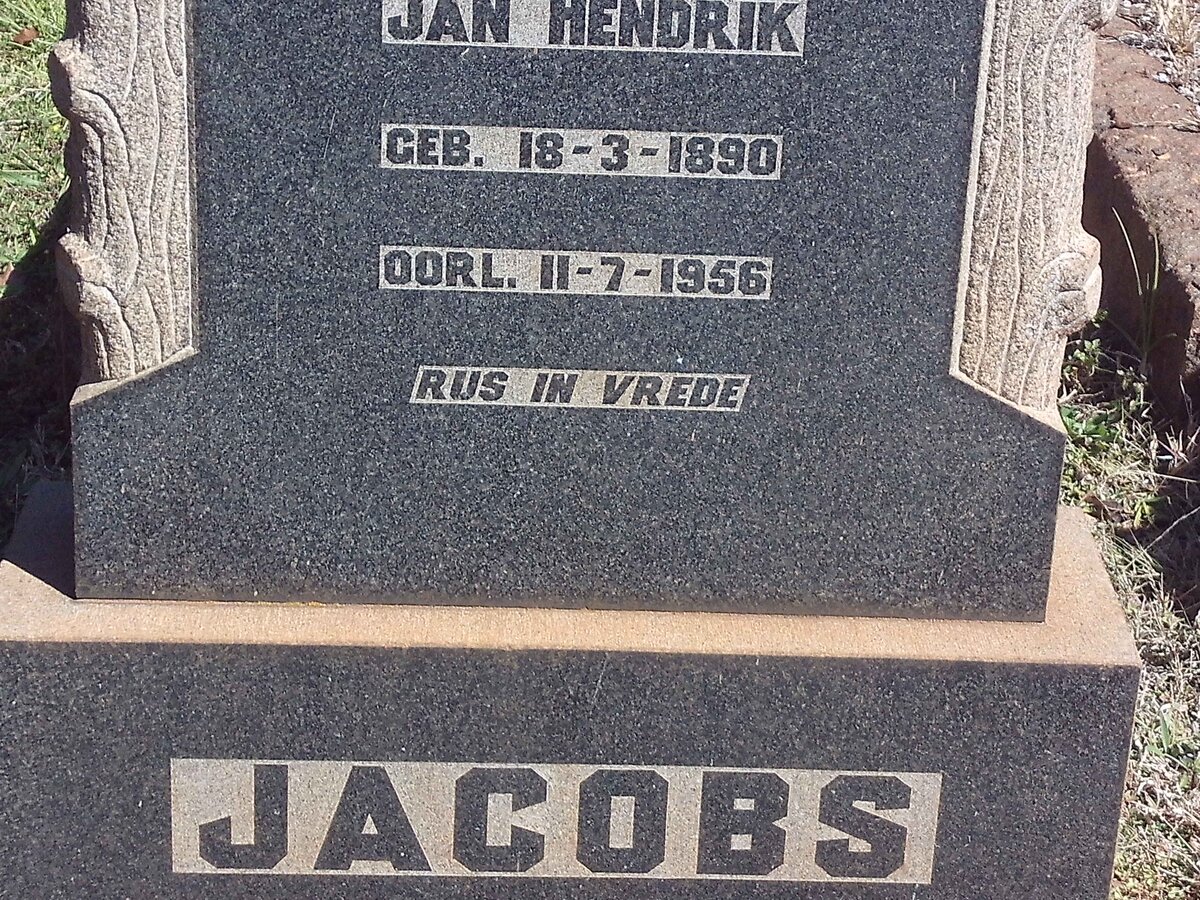 JAN HENDRIK
GEB. 18-3-1890
OORL. 11-7-1956
RUS IN VREDE
JACOBS